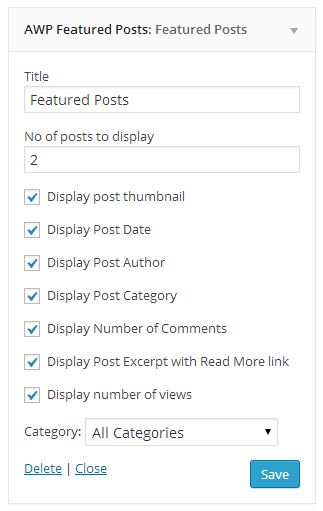 AWP Featured Posts: Featured Posts
Title
Featured Posts
No of posts to display
2
Display post thumbnail
Display Post Date
Display Post Author
Display Post Category
Display Number of Comments
Display Post Excerpt with Read More link
Display number of views
Category: All Categories
Delete | Close Save